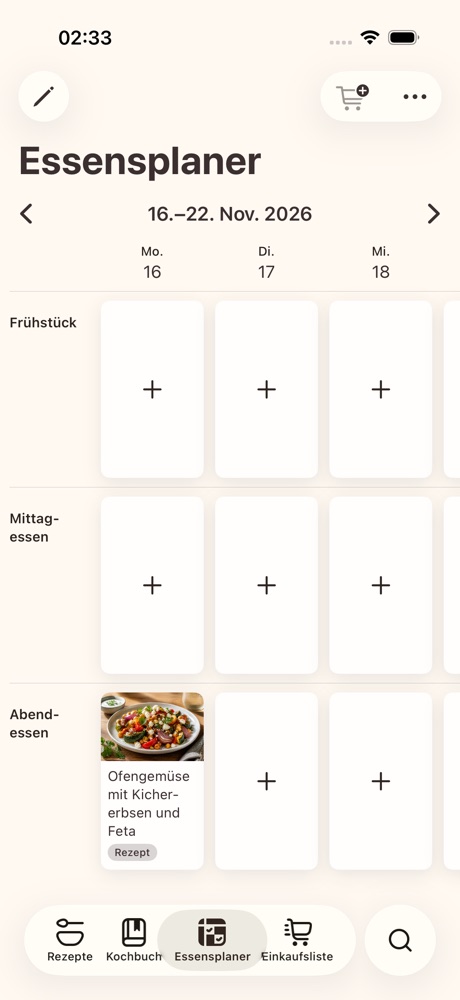 02:33
Essensplaner
16.–22. Nov. 2026
Mo. Di. Mi.
16 17 18
Frühstück
Mittag-
essen
Abend-
essen
Ofengemüse
mit Kicher-
erbsen und
Feta
Rezept
Rezepte Kochbuch Essensplaner Einkaufsliste